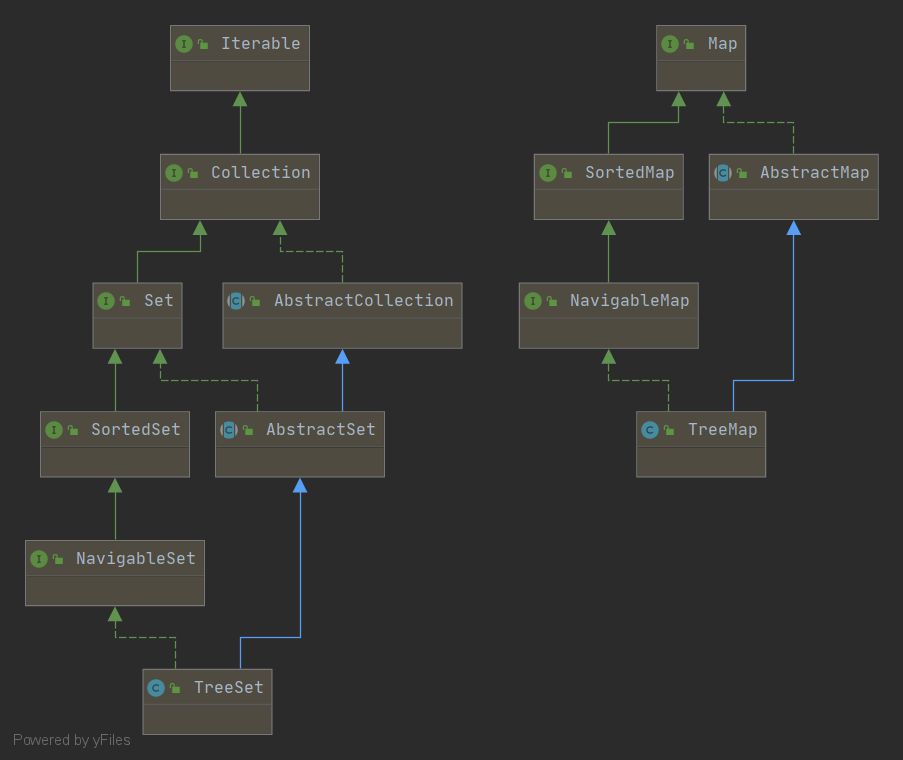 Iterable
Map
Collection
SortedMap
AbstractMap
Set
AbstractCollection
NavigableMap
SortedSet
AbstractSet
TreeMap
NavigableSet
TreeSet
Powered by yFiles